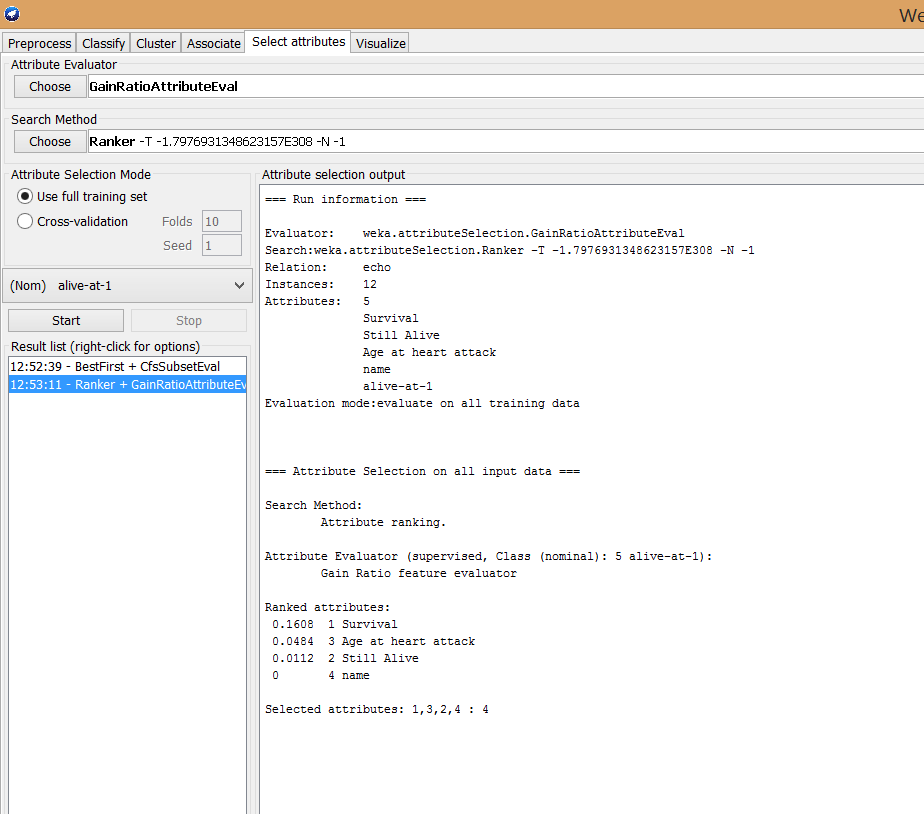 We
Preprocess Classify Cluster Associate Select attributes Visualize
Attribute Evaluator
Choose GainRatioAttributeEval
Search Method
Choose Ranker -T -1.7976931348623157E308 -N -1
Attribute Selection Mode
Use full training set
Cross-validation Folds 10
Seed 1
(Nom) alive-at-1
Start Stop
Result list (right-click for options)
12:52:39 - BestFirst + CfsSubsetEval
12:53:11 - Ranker + GainRatioAttributeEv
Attribute selection output
=== Run information ===
Evaluator: weka.attributeSelection.GainRatioAttributeEval
Search:weka.attributeSelection.Ranker -T -1.7976931348623157E308 -N -1
Relation: echo
Instances: 12
Attributes: 5
Survival
Still Alive
Age at heart attack
name
alive-at-1
Evaluation mode:evaluate on all training data
=== Attribute Selection on all input data ===
Search Method:
Attribute ranking.
Attribute Evaluator (supervised, Class (nominal): 5 alive-at-1):
Gain Ratio feature evaluator
Ranked attributes:
0.1608 1 Survival
0.0484 3 Age at heart attack
0.0112 2 Still Alive
0 4 name
Selected attributes: 1,3,2,4 : 4